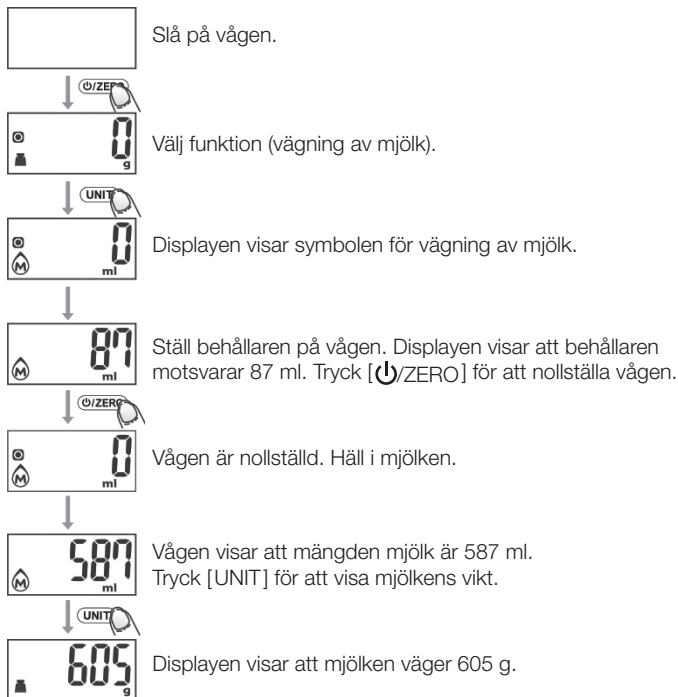 Slå på vågen.
⏻/ZERO
0
g
Välj funktion (vägning av mjölk).
UNIT
0
M
ml
Displayen visar symbolen för vägning av mjölk.
87
M
ml
Ställ behållaren på vågen. Displayen visar att behållaren
motsvarar 87 ml. Tryck [⏻/ZERO] för att nollställa vågen.
⏻/ZERO
0
M
ml
Vågen är nollställd. Häll i mjölken.
587
M
ml
Vågen visar att mängden mjölk är 587 ml.
Tryck [UNIT] för att visa mjölkens vikt.
UNIT
605
g
Displayen visar att mjölken väger 605 g.